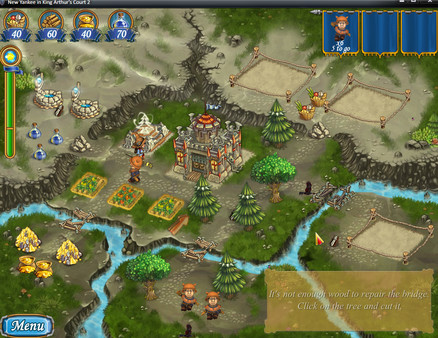 New Yankee in King Arthur's Court 2
40 60 40 70
x6
5 to go
It's not enough wood to repair the bridge.
Click on the tree and cut it.
Menu